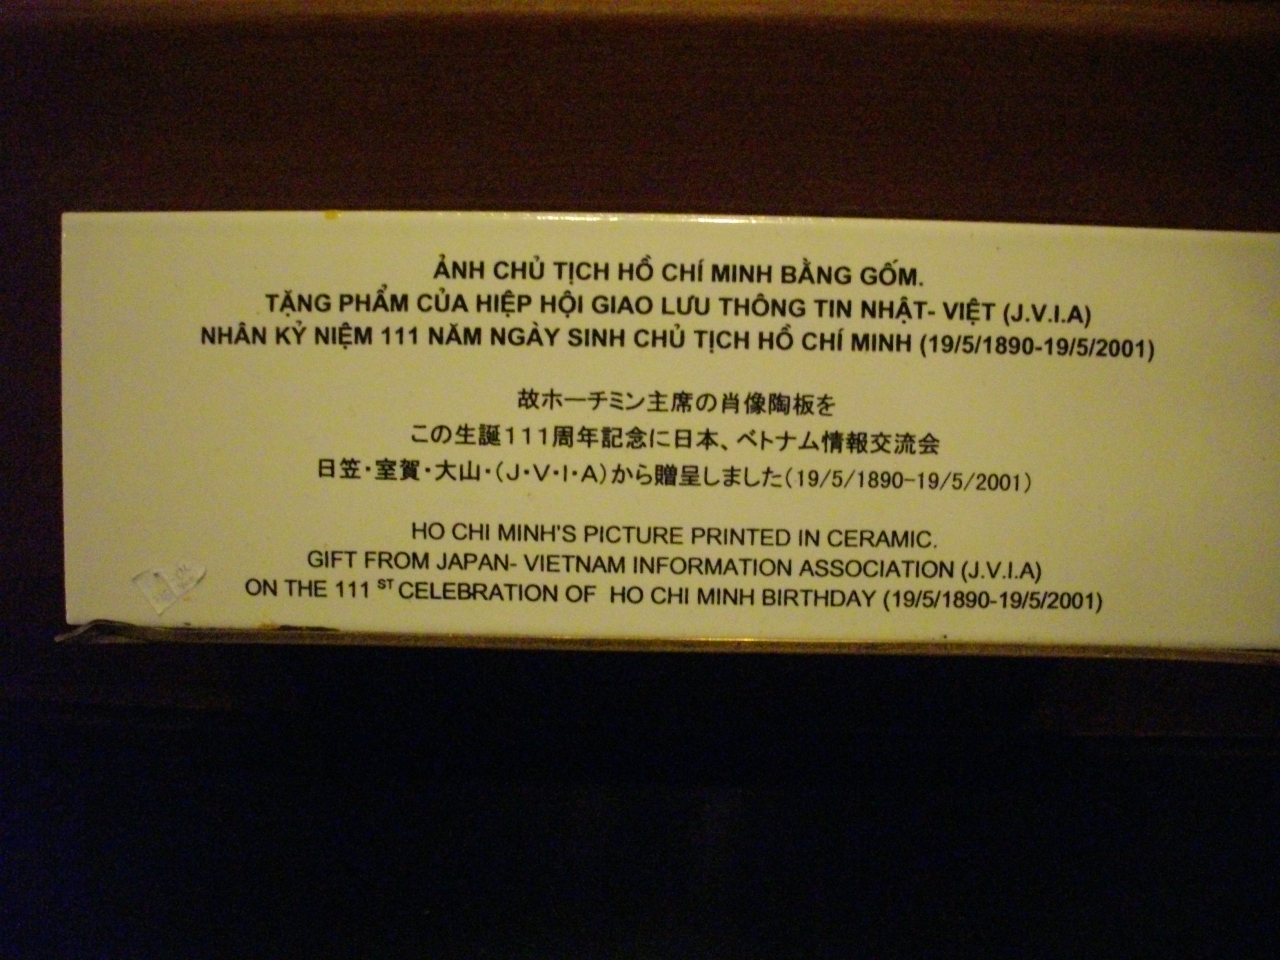 ẢNH CHỦ TỊCH HỒ CHÍ MINH BẰNG GỐM.
TẶNG PHẨM CỦA HIỆP HỘI GIAO LƯU THÔNG TIN NHẬT- VIỆT (J.V.I.A)
NHÂN KỶ NIỆM 111 NĂM NGÀY SINH CHỦ TỊCH HỒ CHÍ MINH (19/5/1890-19/5/2001)
故ホーチミン主席の肖像陶板を
この生誕111周年記念に日本、ベトナム情報交流会
日笠・室賀・大山・(J・V・I・A)から贈呈しました(19/5/1890-19/5/2001)
HO CHI MINH'S PICTURE PRINTED IN CERAMIC.
GIFT FROM JAPAN- VIETNAM INFORMATION ASSOCIATION (J.V.I.A)
ON THE 111 ST CELEBRATION OF HO CHI MINH BIRTHDAY (19/5/1890-19/5/2001)